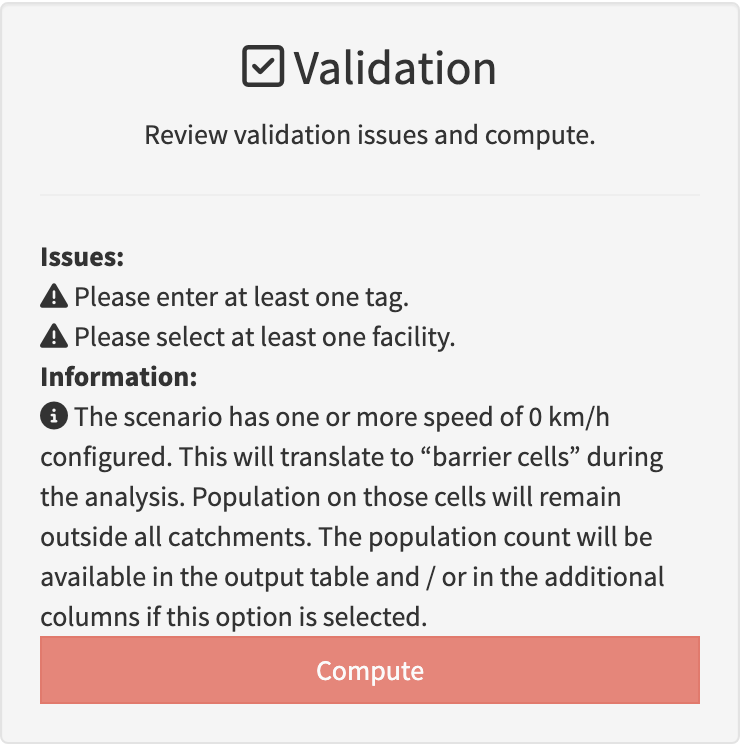 Validation
Review validation issues and compute.
Issues:
Please enter at least one tag.
Please select at least one facility.
Information:
The scenario has one or more speed of 0 km/h
configured. This will translate to “barrier cells” during
the analysis. Population on those cells will remain
outside all catchments. The population count will be
available in the output table and / or in the additional
columns if this option is selected.
Compute